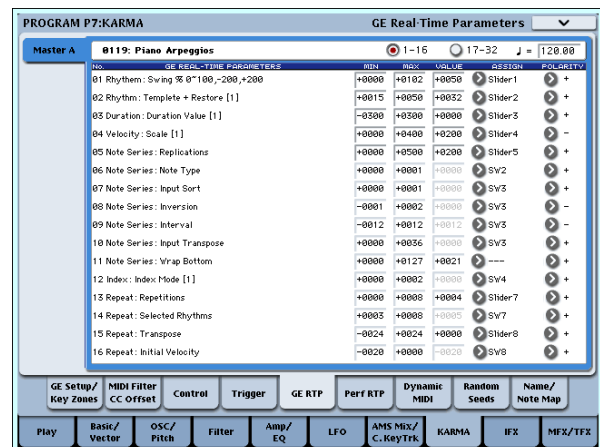 PROGRAM P7:KARMA GE Real-Time Parameters
Master A 0119: Piano Arpeggios 1-16 17-32 ♩= 120.00
No. GE REAL-TIME PARAMETERS MIN MAX VALUE ASSIGN POLARITY
01 Rhythem: Swing % 0~100,-200,+200 +0000 +0102 +0050 Slider1 +
02 Rhythm: Templete + Restore [1] +0015 +0050 +0032 Slider2 +
03 Duration: Duration Value [1] -0300 +0300 +0000 Slider3 +
04 Velocity: Scale [1] +0000 +0400 +0200 Slider4 -
05 Note Series: Replications +0000 +0500 +0200 Slider5 +
06 Note Series: Note Type +0000 +0001 +0000 SW2 +
07 Note Series: Input Sort +0000 +0001 +0000 SW3 +
08 Note Series: Inversion -0001 +0002 +0000 SW3 -
09 Note Series: Interval -0012 +0012 +0012 SW3 -
10 Note Series: Input Transpose +0000 +0036 +0000 SW3 +
11 Note Series: Wrap Bottom +0000 +0127 +0021 --- +
12 Index: Index Mode [1] +0000 +0002 +0000 SW4 +
13 Repeat: Repetitions +0000 +0008 +0004 Slider7 +
14 Repeat: Selected Rhythms +0003 +0008 +0005 SW7 +
15 Repeat: Transpose -0024 +0024 +0000 Slider8 +
16 Repeat: Initial Velocity -0020 +0000 -0020 SW8 +
GE Setup/ Key Zones MIDI Filter CC Offset Control Trigger GE RTP Perf RTP Dynamic MIDI Random Seeds Name/ Note Map
Play Basic/ Vector OSC/ Pitch Filter Amp/ EQ LFO AMS Mix/ C.KeyTrk KARMA IFX MFX/TFX